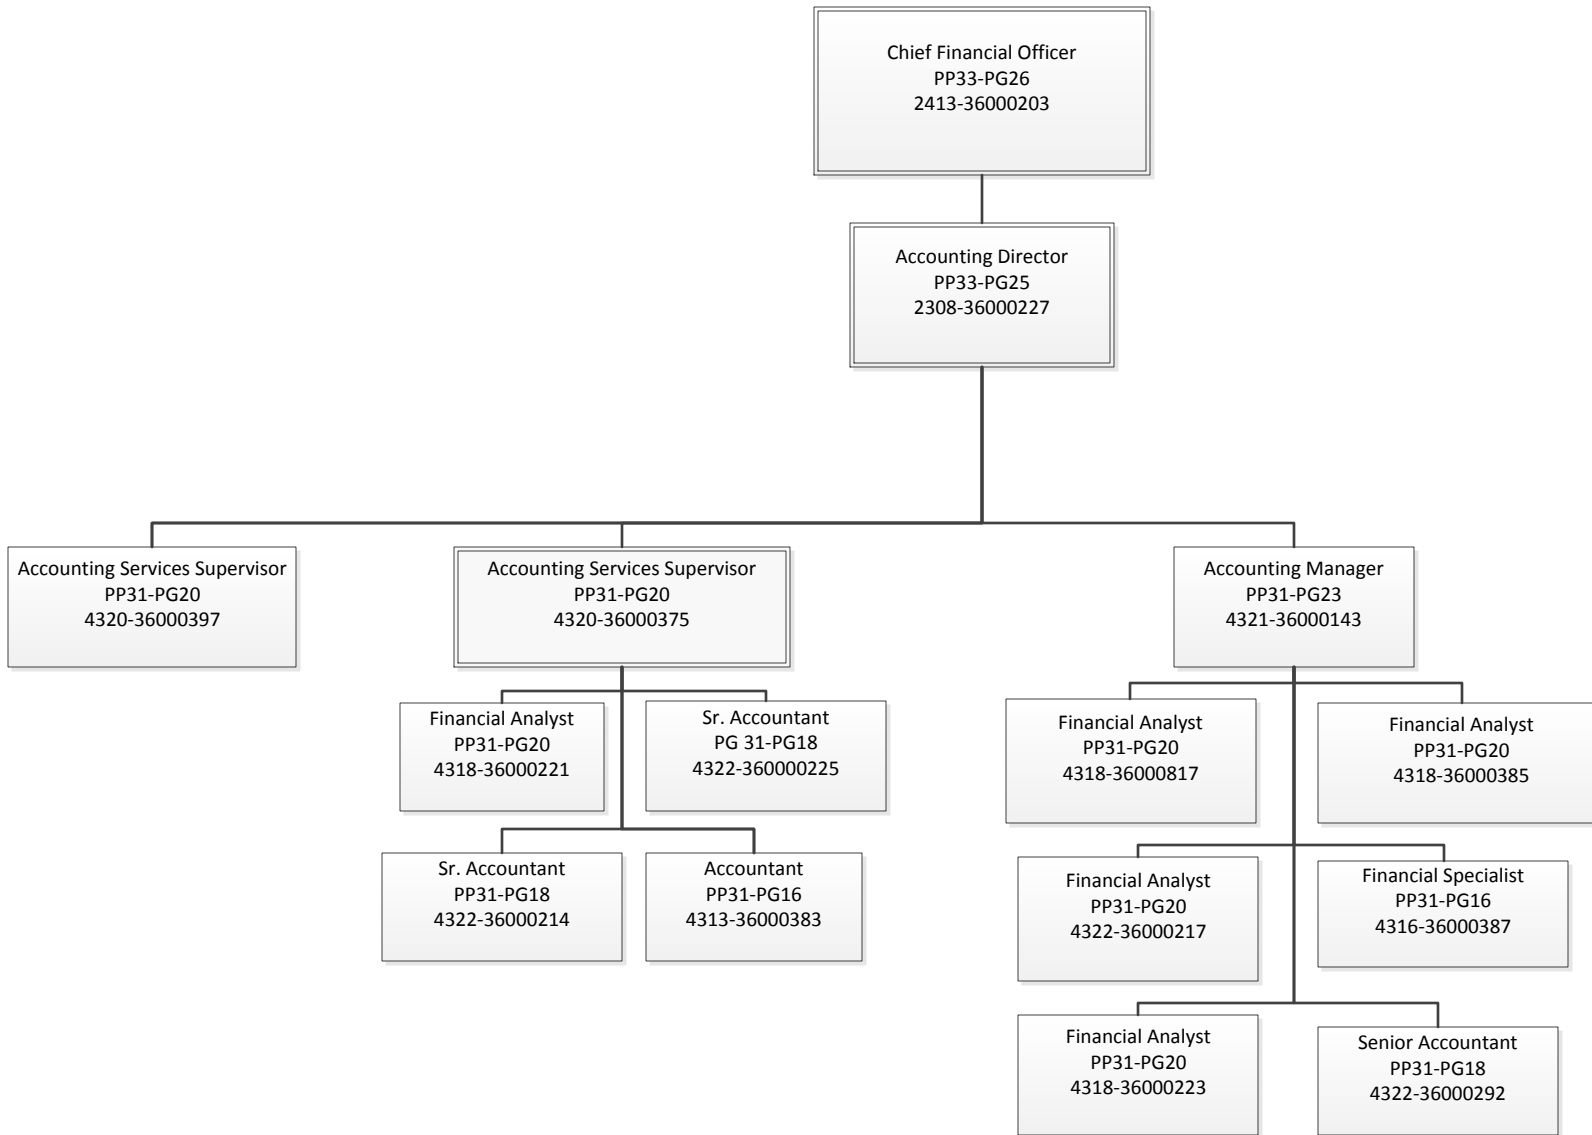 Chief Financial Officer
PP33-PG26
2413-36000203
Accounting Director
PP33-PG25
2308-36000227
Accounting Services Supervisor
PP31-PG20
4320-36000397
Accounting Services Supervisor
PP31-PG20
4320-36000375
Accounting Manager
PP31-PG23
4321-36000143
Financial Analyst
PP31-PG20
4318-36000221
Sr. Accountant
PG 31-PG18
4322-360000225
Sr. Accountant
PP31-PG18
4322-36000214
Accountant
PP31-PG16
4313-36000383
Financial Analyst
PP31-PG20
4318-36000817
Financial Analyst
PP31-PG20
4318-36000385
Financial Analyst
PP31-PG20
4322-36000217
Financial Specialist
PP31-PG16
4316-36000387
Financial Analyst
PP31-PG20
4318-36000223
Senior Accountant
PP31-PG18
4322-36000292